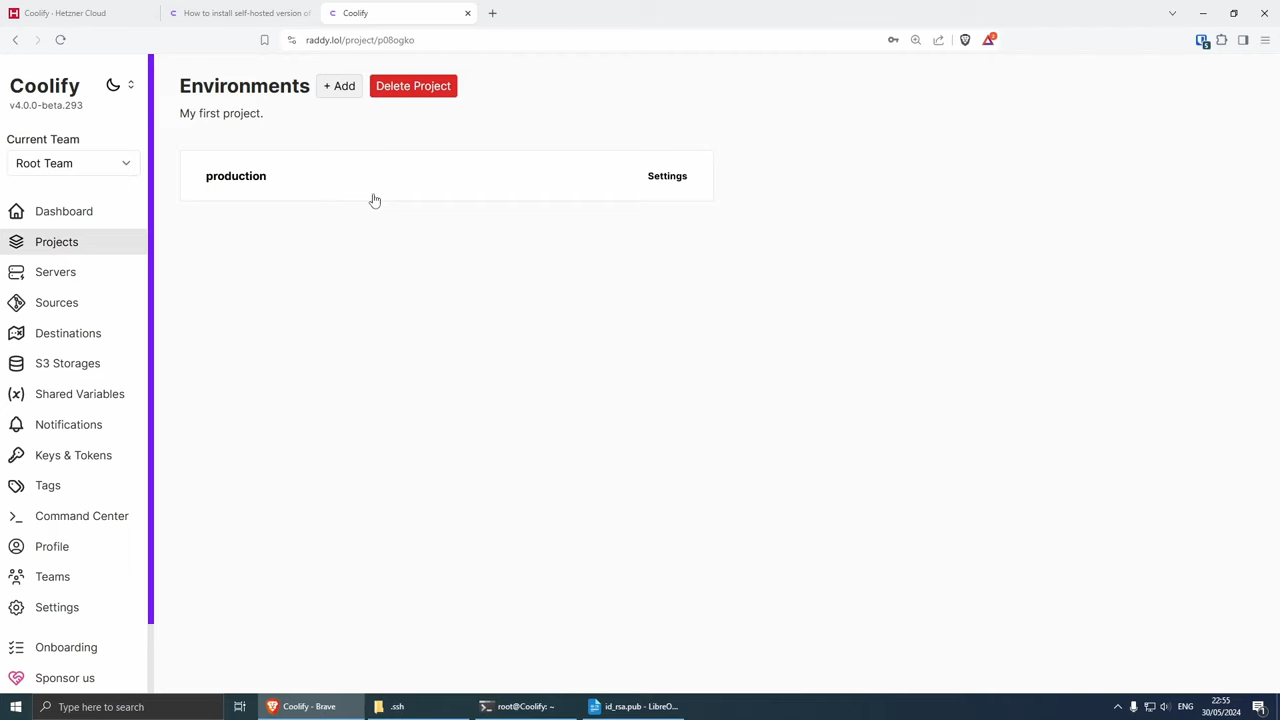 Coolify · Hetzner Cloud
How to install self-hosted version of
Coolify
raddy.lol/project/p08ogko
5
Coolify
v4.0.0-beta.293
Current Team
Root Team
Dashboard
Projects
Servers
Sources
Destinations
S3 Storages
Shared Variables
Notifications
Keys & Tokens
Tags
Command Center
Profile
Teams
Settings
Onboarding
Sponsor us
Environments
+ Add
Delete Project
My first project.
production
Settings
Type here to search
Coolify - Brave
.ssh
root@Coolify: ~
id_rsa.pub - LibreO...
ENG
22:55
30/05/2024